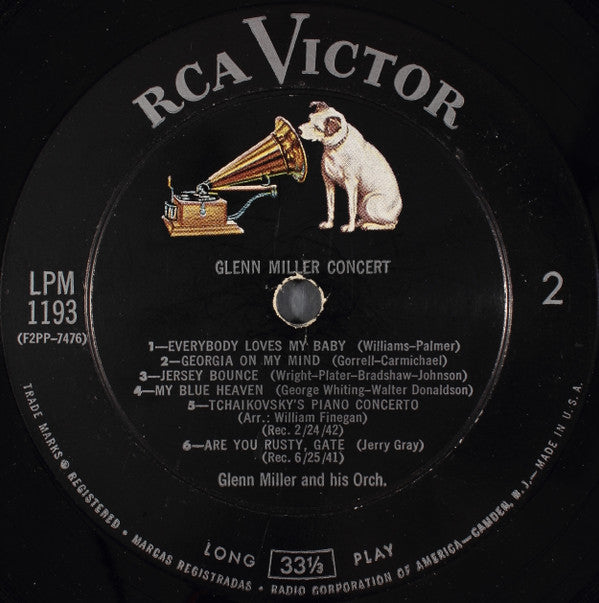 RCA VICTOR
GLENN MILLER CONCERT
LPM
1193
(F2PP-7476)
2
1—EVERYBODY LOVES MY BABY (Williams-Palmer)
2—GEORGIA ON MY MIND (Gorrell-Carmichael)
3—JERSEY BOUNCE (Wright-Plater-Bradshaw-Johnson)
4—MY BLUE HEAVEN (George Whiting-Walter Donaldson)
5—TCHAIKOVSKY'S PIANO CONCERTO
(Arr.: William Finegan)
(Rec. 2/24/42)
6—ARE YOU RUSTY, GATE (Jerry Gray)
(Rec. 6/25/41)
Glenn Miller and his Orch.
LONG 33⅓ PLAY
TRADE MARKS ® REGISTERED • MARCAS REGISTRADAS • RADIO CORPORATION OF AMERICA—CAMDEN, N. J.—MADE IN U.S.A.